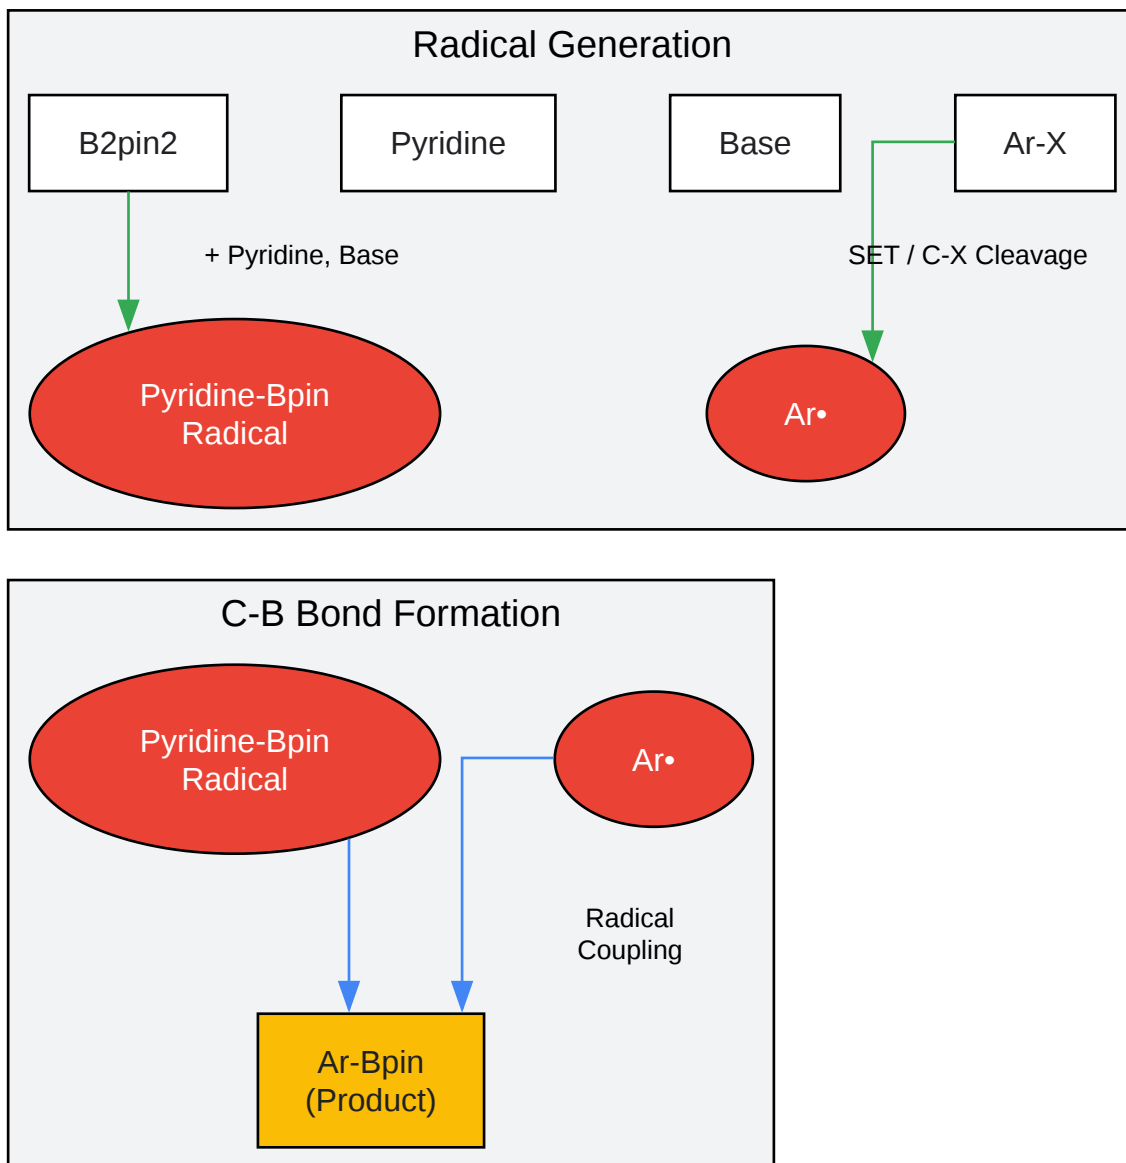 Radical Generation
B2pin2
Pyridine
Base
Ar-X
+ Pyridine, Base
SET / C-X Cleavage
Pyridine-Bpin
Radical
Ar•
C-B Bond Formation
Pyridine-Bpin
Radical
Ar•
Radical
Coupling
Ar-Bpin
(Product)